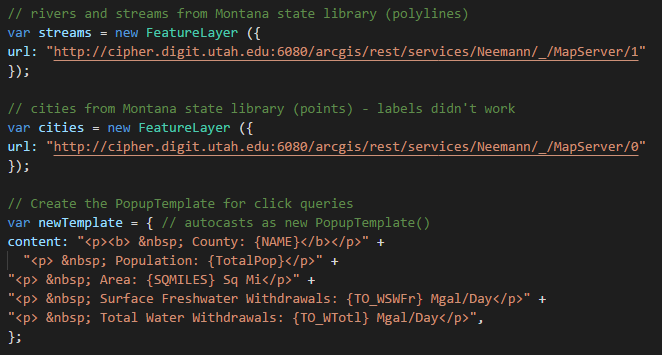 // rivers and streams from Montana state library (polylines)
var streams = new FeatureLayer ({
url: "http://cipher.digit.utah.edu:6080/arcgis/rest/services/Neemann/_/MapServer/1"
});
// cities from Montana state library (points) - labels didn't work
var cities = new FeatureLayer ({
url: "http://cipher.digit.utah.edu:6080/arcgis/rest/services/Neemann/_/MapServer/0"
});
// Create the PopupTemplate for click queries
var newTemplate = { // autocasts as new PopupTemplate()
content: "<p><b> &nbsp; County: {NAME}</b></p>" +
"<p> &nbsp; Population: {TotalPop}</p>" +
"<p> &nbsp; Area: {SQMILES} Sq Mi</p>" +
"<p> &nbsp; Surface Freshwater Withdrawals: {TO_WSWFr} Mgal/Day</p>" +
"<p> &nbsp; Total Water Withdrawals: {TO_WTotl} Mgal/Day</p>",
};